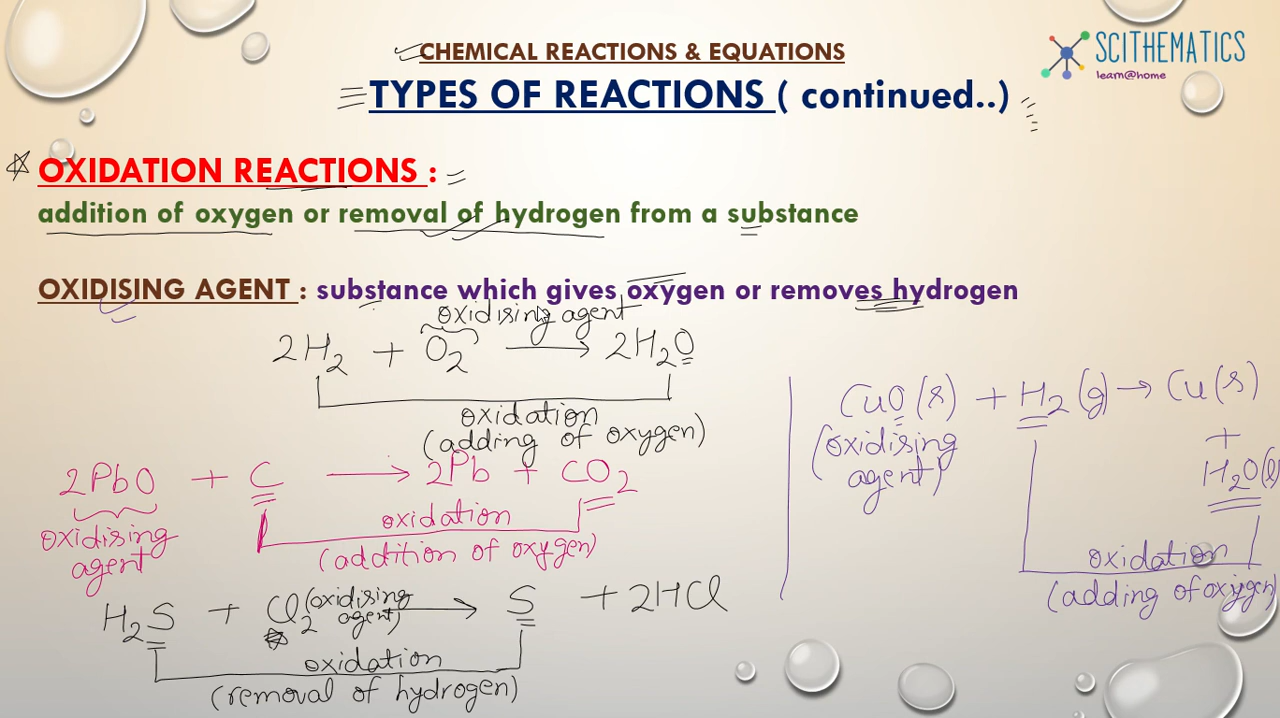 CHEMICAL REACTIONS & EQUATIONS
SCITHEMATICS
learn@home
TYPES OF REACTIONS ( continued..)
OXIDATION REACTIONS :
addition of oxygen or removal of hydrogen from a substance
OXIDISING AGENT : substance which gives oxygen or removes hydrogen
oxidising agent
2H₂ + O₂ → 2H₂O
oxidation
(adding of oxygen)
2PbO + C → 2Pb + CO₂
oxidising
agent
oxidation
(addition of oxygen)
H₂S + Cl₂ (oxidising agent) → S + 2HCl
oxidation
(removal of hydrogen)
CuO(s) + H₂(g) → Cu(s)
+
H₂O(l)
(oxidising
agent)
oxidation
(adding of oxygen)